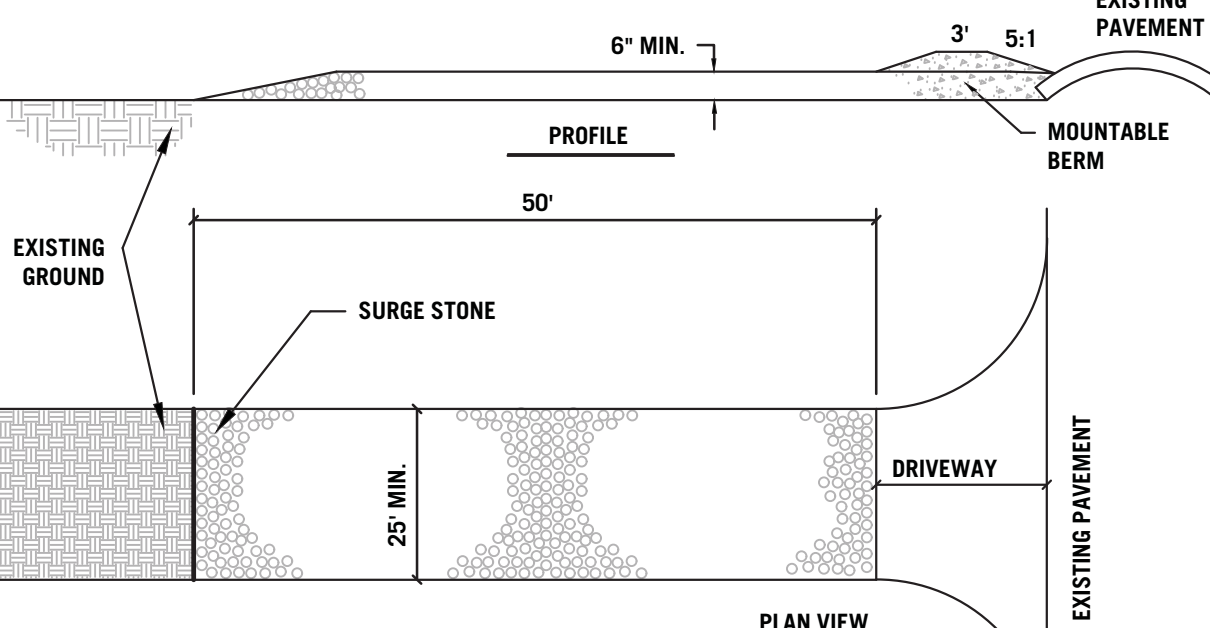 EXISTING
PAVEMENT
6" MIN.
3'
5:1
PROFILE
MOUNTABLE
BERM
50'
EXISTING
GROUND
SURGE STONE
25' MIN.
DRIVEWAY
EXISTING PAVEMENT
PLAN VIEW